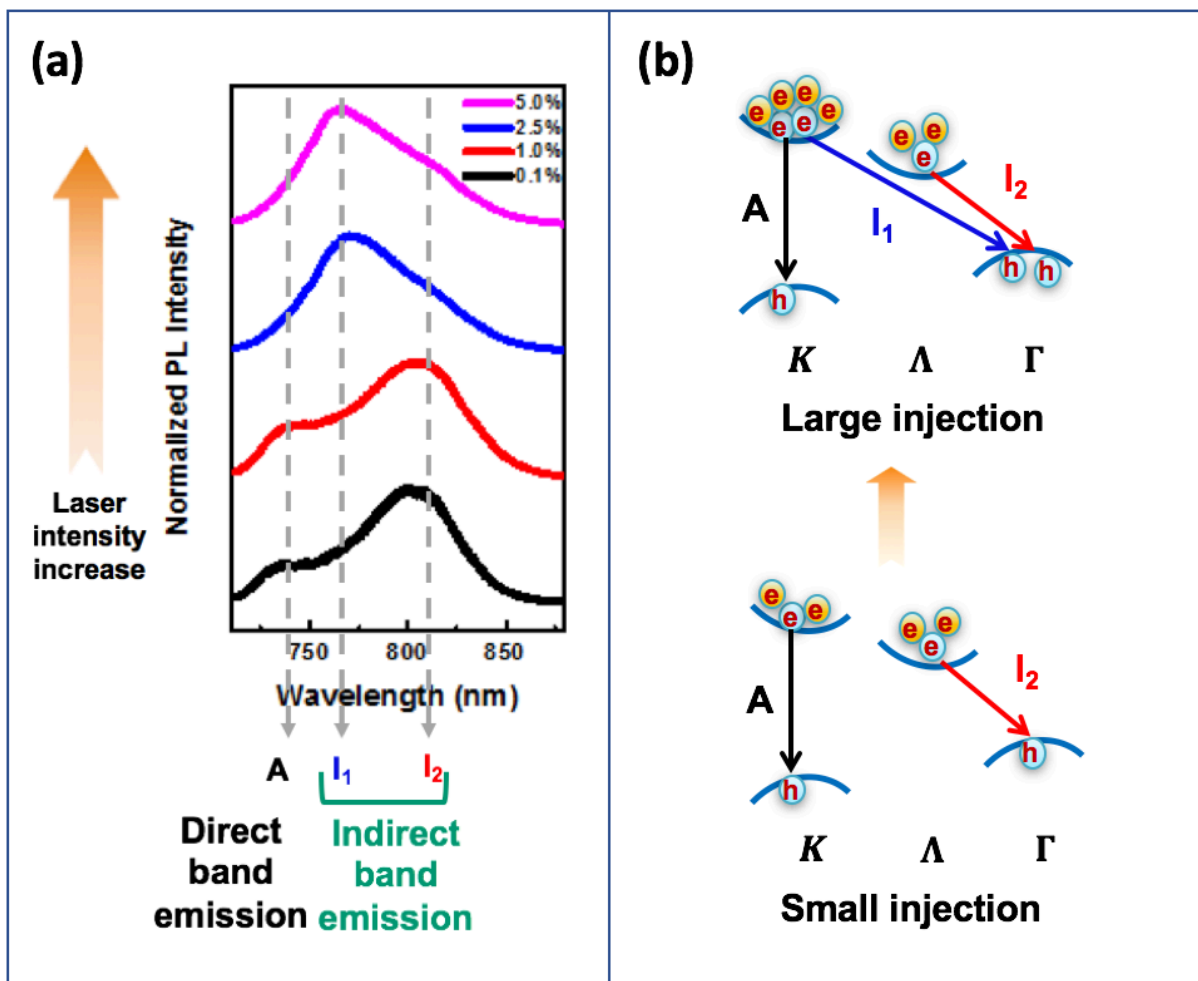 (a)
5.0%
2.5%
1.0%
0.1%
Normalized PL Intensity
Laser
intensity
increase
750 800 850
Wavelength (nm)
A I₁ I₂
Direct
band
emission
Indirect
band
emission
(b)
e e e e e e
e e e
A
I₁
I₂
h
h h
K Λ Γ
Large injection
e e e
e e e
A
I₂
h
h
K Λ Γ
Small injection